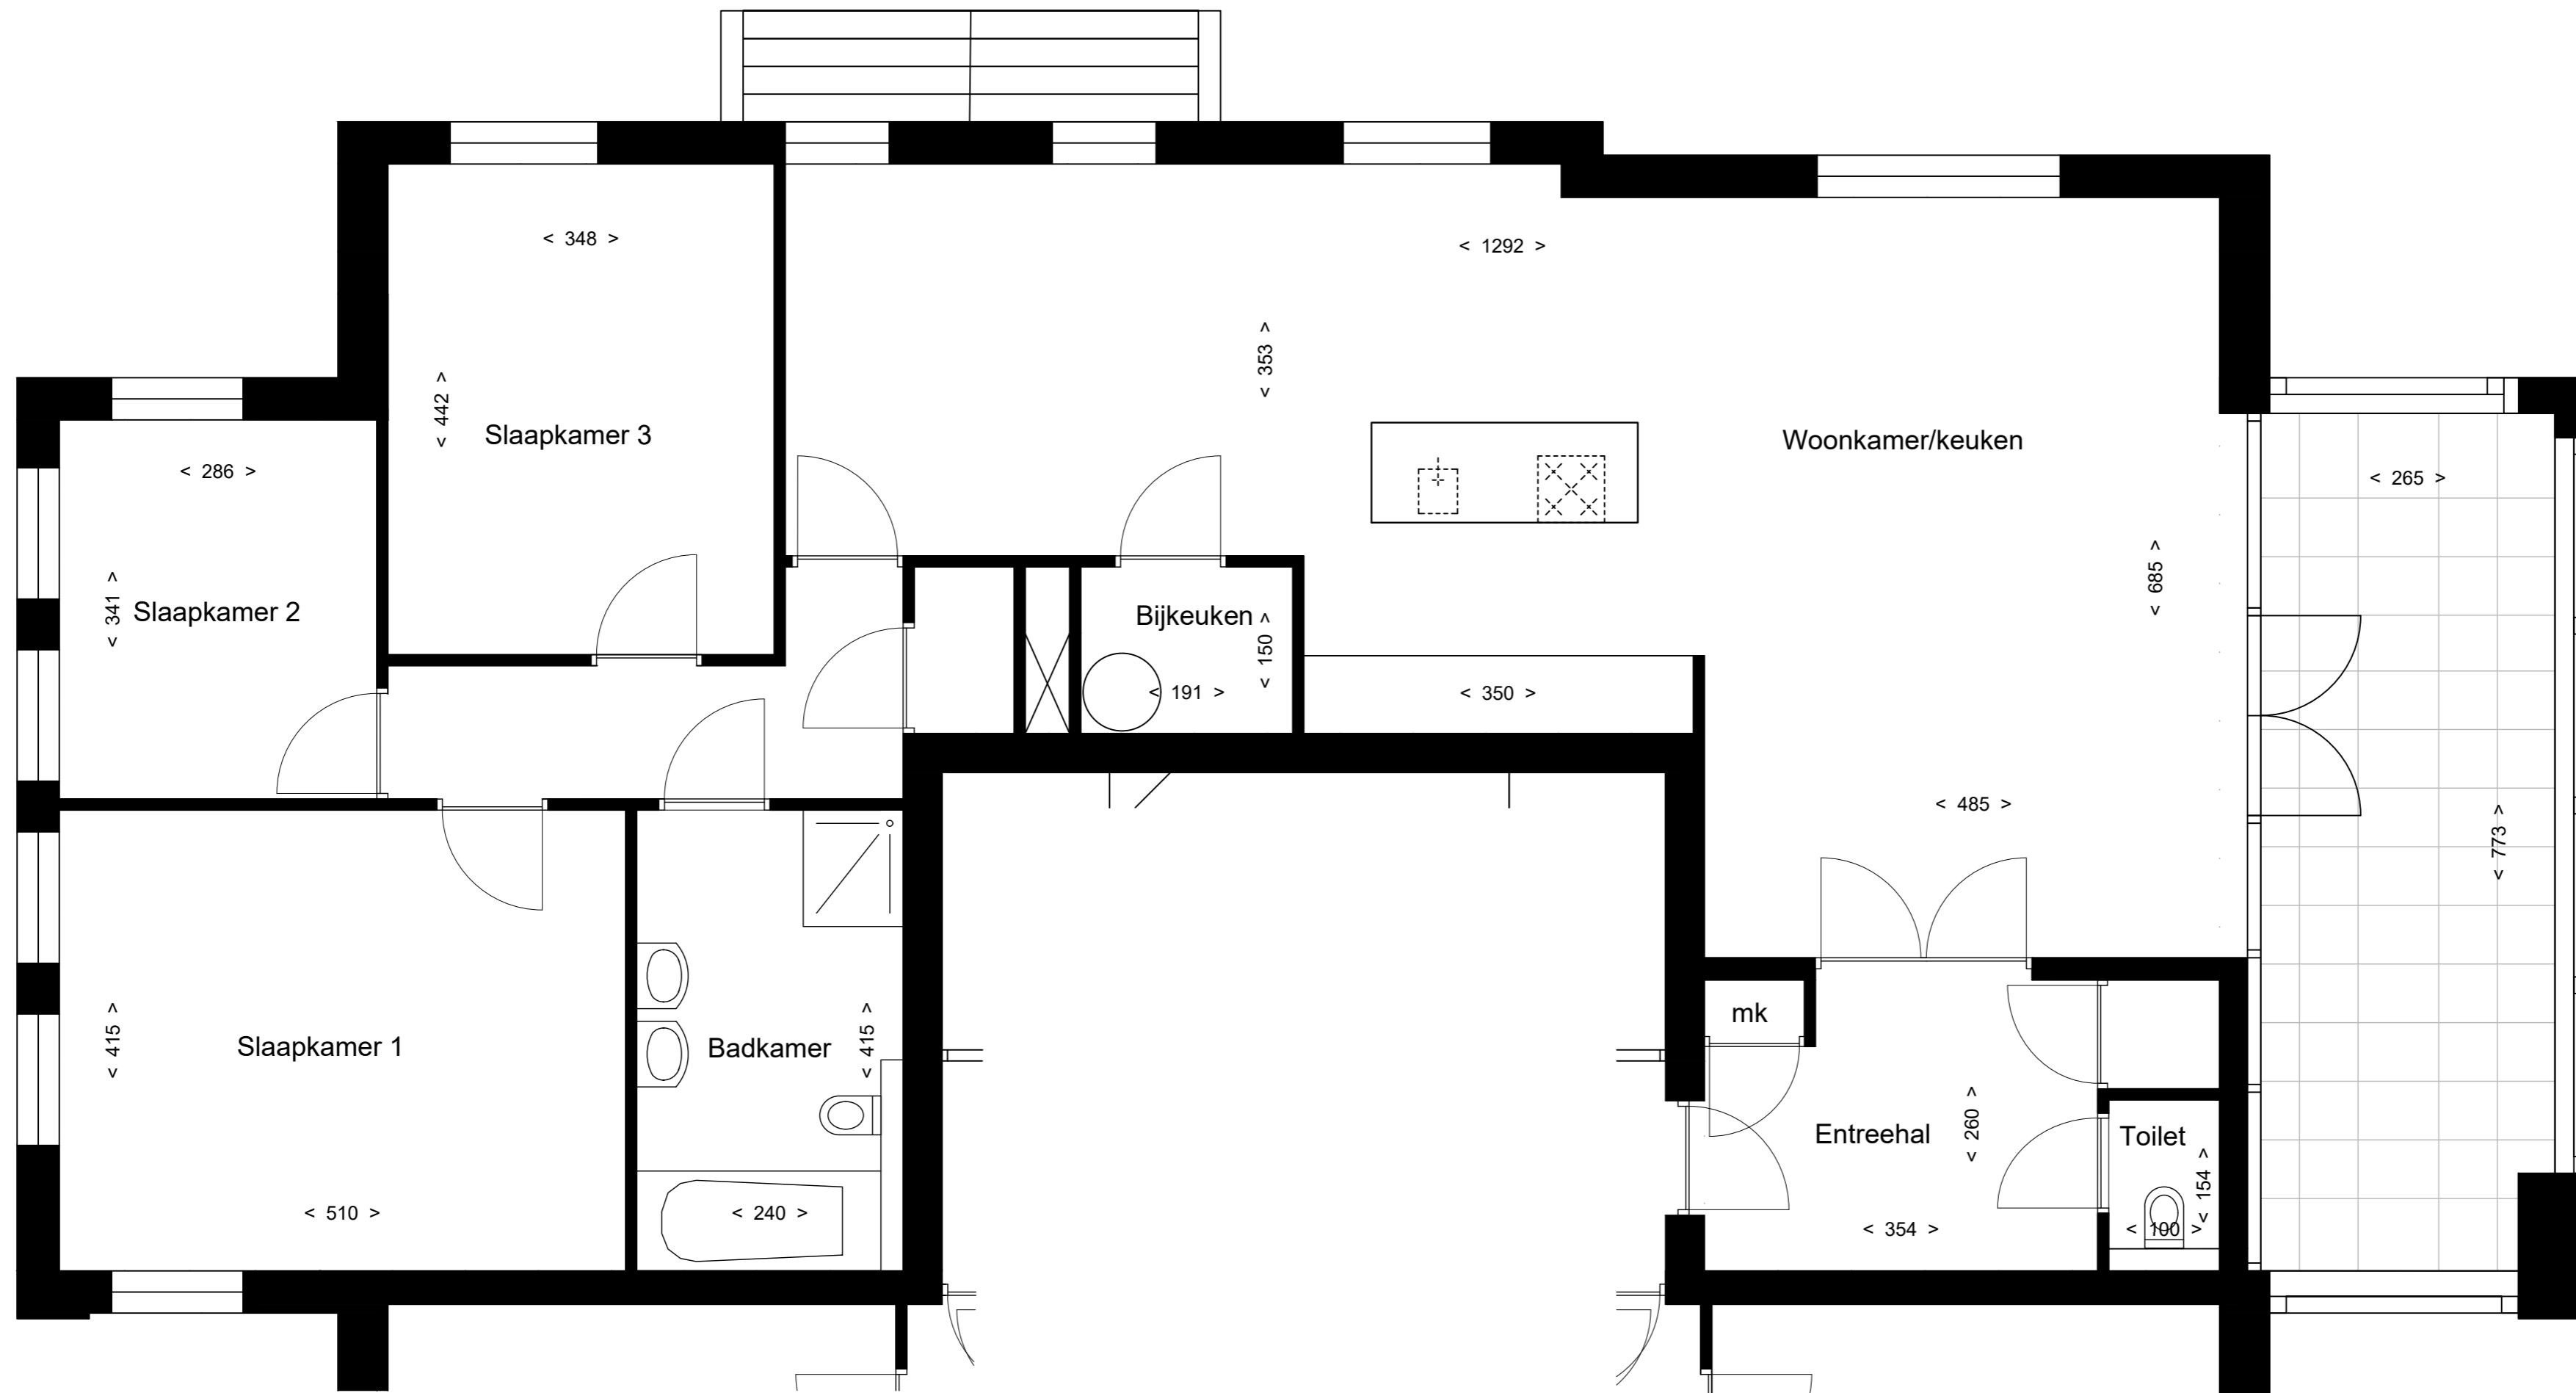 < 348 >
< 1292 >
< 353 >
< 442 >
Slaapkamer 3
Woonkamer/keuken
< 286 >
< 265 >
< 341 >
Slaapkamer 2
< 685 >
Bijkeuken
< 150 >
< 191 >
< 350 >
< 485 >
< 773 >
mk
< 415 >
Slaapkamer 1
Badkamer
< 415 >
Entreehal
< 260 >
Toilet
< 154 >
< 510 >
< 240 >
< 354 >
< 100 >